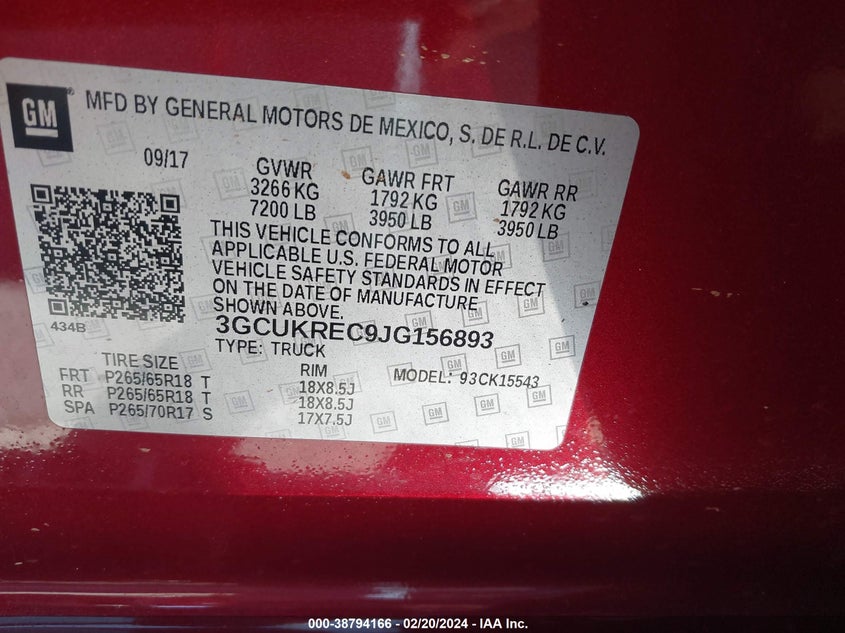 GM
MFD BY GENERAL MOTORS DE MEXICO, S. DE R.L. DE C.V.
09/17
GVWR GAWR FRT GAWR RR
3266 KG 1792 KG 1792 KG
7200 LB 3950 LB 3950 LB
THIS VEHICLE CONFORMS TO ALL
APPLICABLE U.S. FEDERAL MOTOR
VEHICLE SAFETY STANDARDS IN EFFECT
ON THE DATE OF MANUFACTURE
SHOWN ABOVE.
434B
3GCUKREC9JG156893
TYPE: TRUCK
TIRE SIZE RIM MODEL: 93CK15543
FRT P265/65R18 T 18X8.5J
RR P265/65R18 T 18X8.5J
SPA P265/70R17 S 17X7.5J
000-38794166 - 02/20/2024 - IAA Inc.